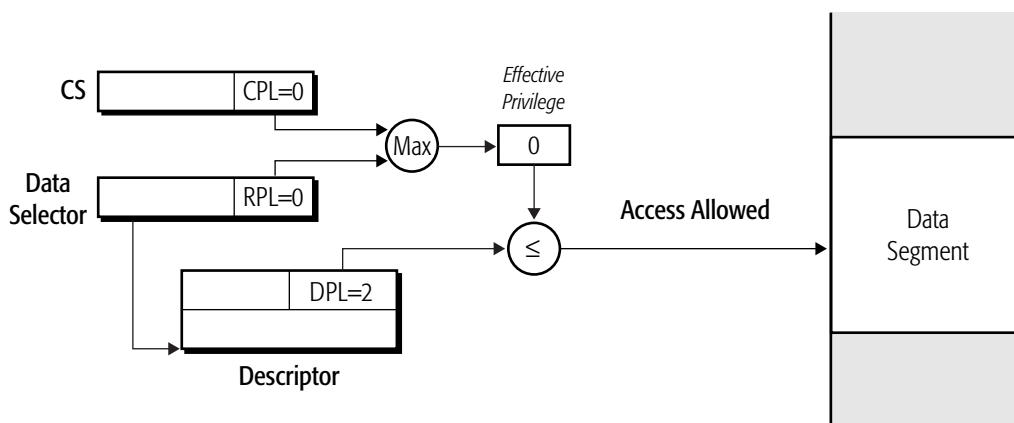 CS
CPL=0
Effective
Privilege
Max
0
Data
Selector
RPL=0
Access Allowed
≤
Data
Segment
DPL=2
Descriptor